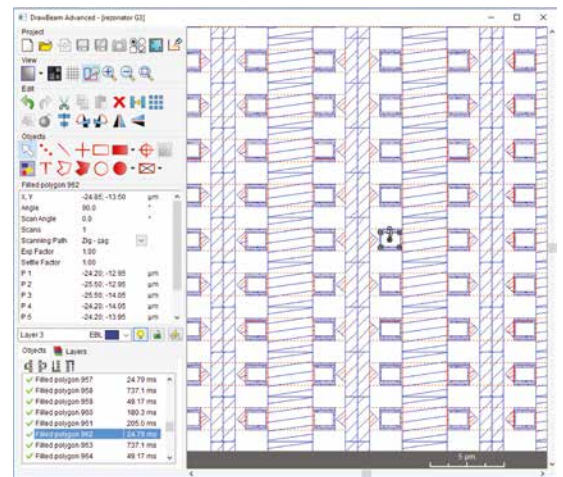 DrawBeam Advanced - [rezonator G3]
Project
View
Edit
Objects
Filled polygon 962
X, Y -24.85; -13.50 µm
Angle 90.0 °
Scan Angle 0.0 °
Scans 1
Scanning Path Zig - zag
Exp Factor 1.00
Settle Factor 1.00
P 1 -24.20; -12.95 µm
P 2 -25.50; -12.95 µm
P 3 -25.50; -14.05 µm
P 4 -24.20; -14.05 µm
P 5 -24.20; -13.95 µm
Layer 3 EBL
Objects Layers
Filled polygon 957 24.79 ms
Filled polygon 958 737.1 ms
Filled polygon 959 49.17 ms
Filled polygon 960 180.3 ms
Filled polygon 961 205.0 ms
Filled polygon 962 24.79 ms
Filled polygon 963 737.1 ms
Filled polygon 964 49.17 ms
5 µm